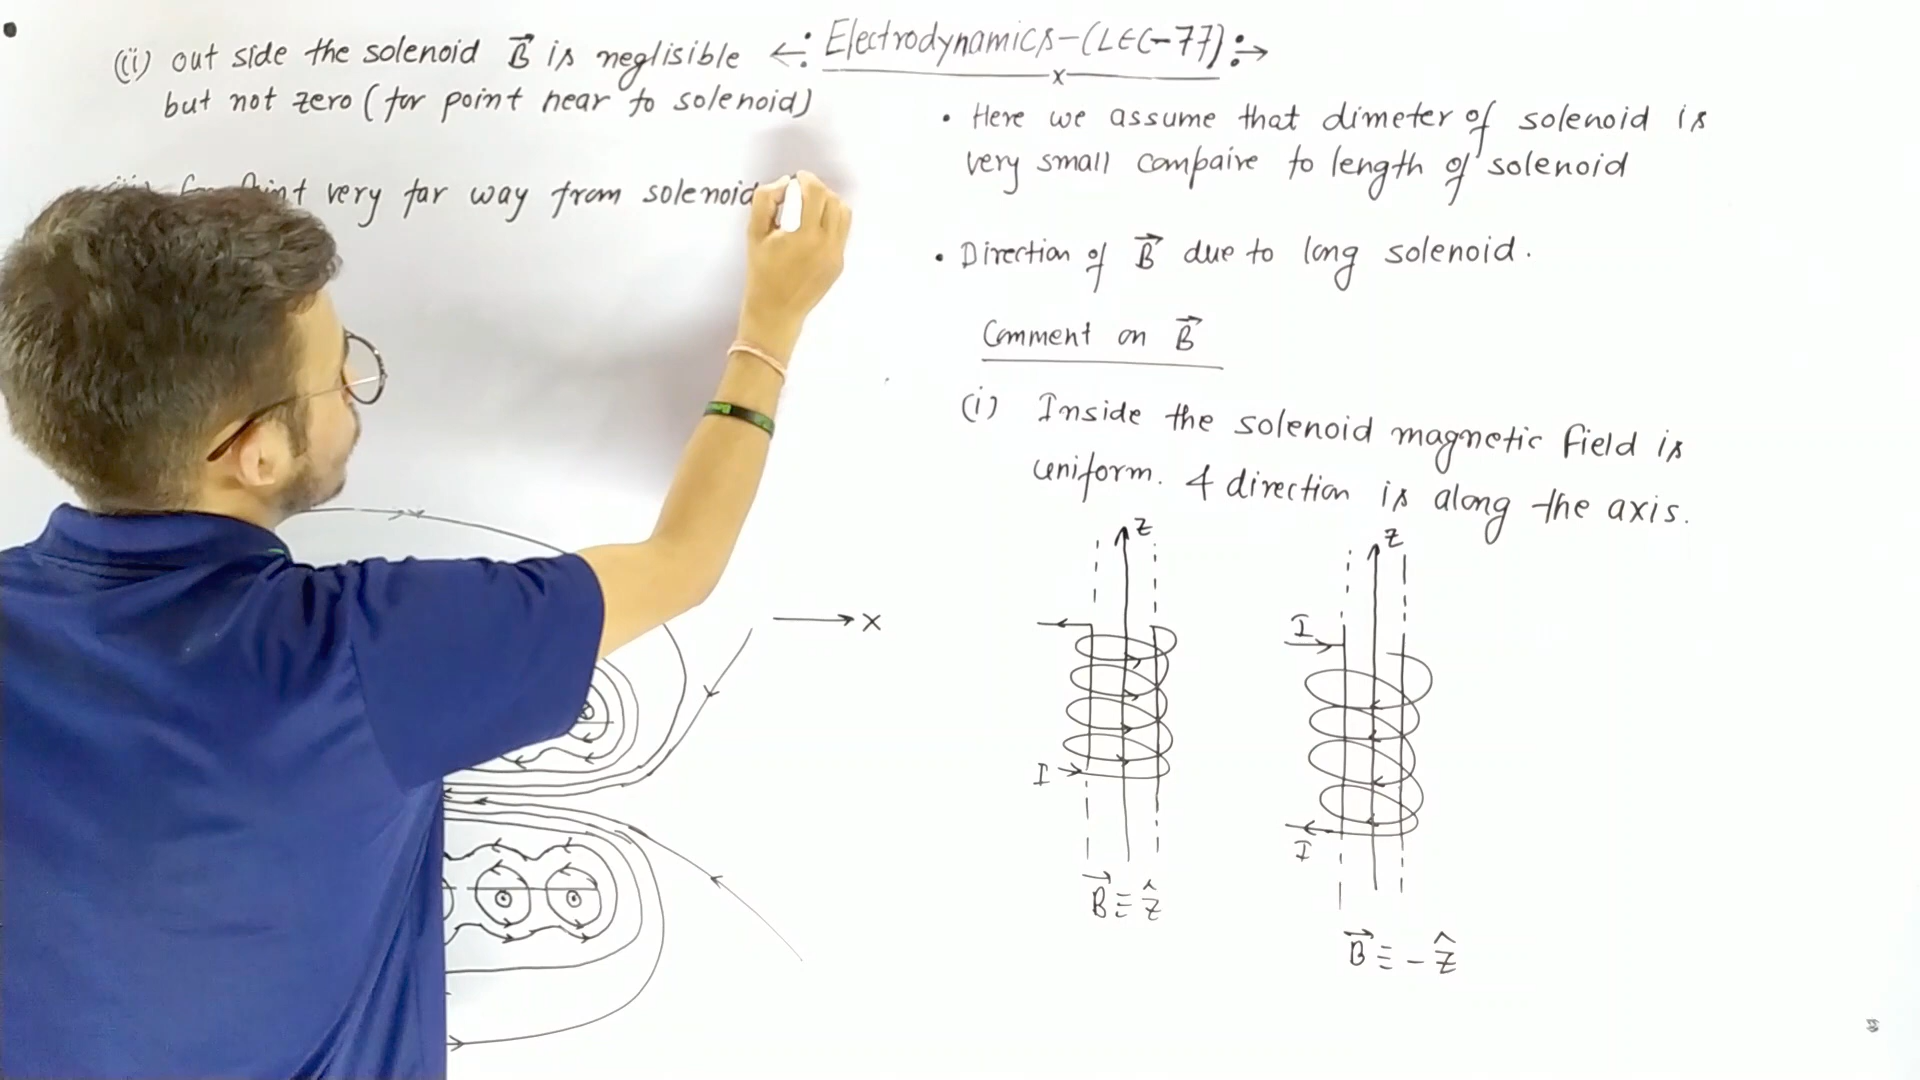 (ii) out side the solenoid B⃗ is neglisible
but not zero (for point near to solenoid)
very far way from solenoid
X
←: Electrodynamics-(LEC-77) :→
x
• Here we assume that dimeter of solenoid is
very small compaire to length of solenoid
• Direction of B⃗ due to long solenoid.
Comment on B⃗
(i) Inside the solenoid magnetic field is
uniform. & direction is along the axis.
Z
I
B⃗ ≡ ẑ
Z
I
I
B⃗ ≡ - ẑ